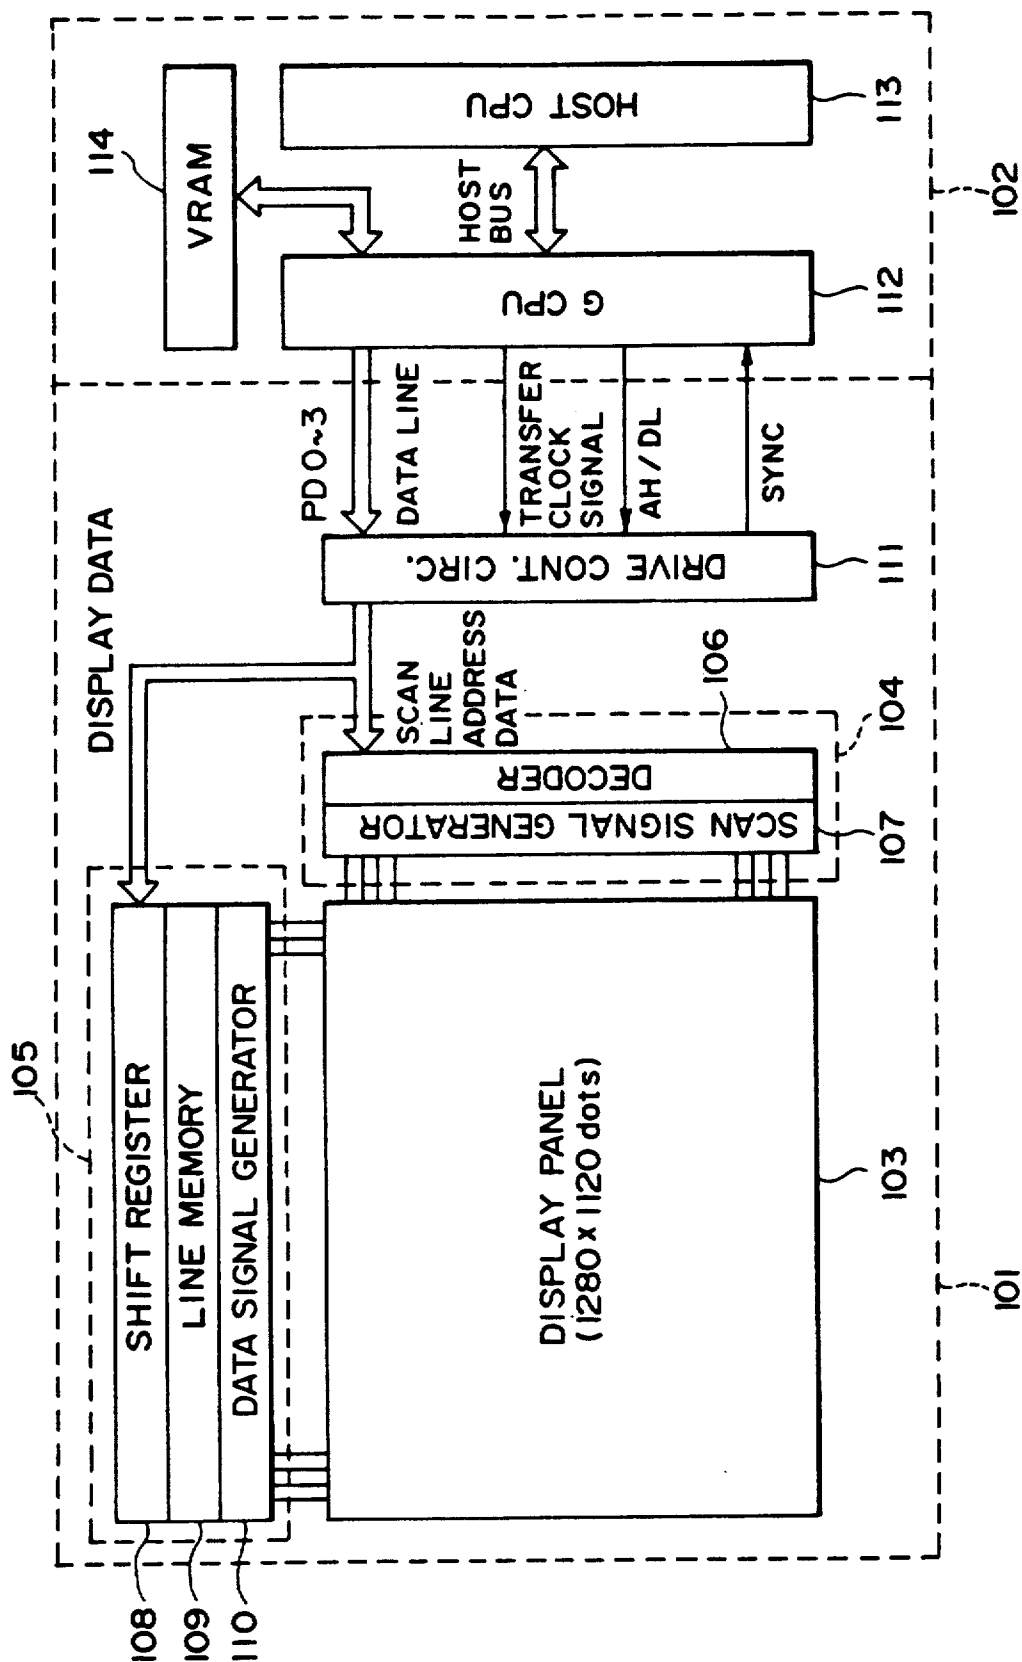 105
108
109
110
SHIFT REGISTER
LINE MEMORY
DATA SIGNAL GENERATOR
DISPLAY PANEL
(1280 x 1120 dots)
103
101
DISPLAY DATA
SCAN
LINE
ADDRESS
DATA
SCAN SIGNAL GENERATOR
DECODER
107
106
104
DRIVE CONT. CIRC.
111
PD0~3
DATA LINE
TRANSFER
CLOCK
SIGNAL
AH/DL
SYNC
114
VRAM
G CPU
112
HOST
BUS
HOST CPU
113
102